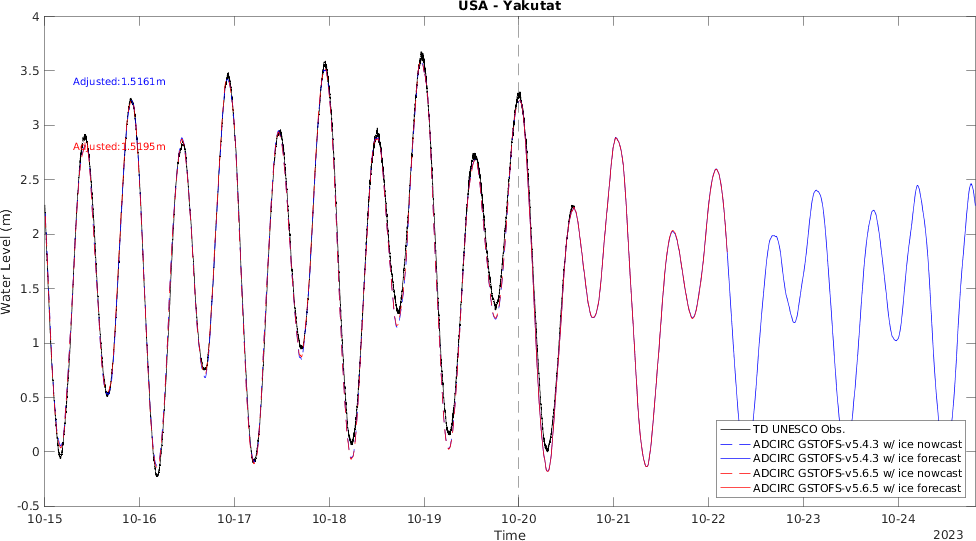 USA - Yakutat
4
3.5
3
2.5
2
1.5
1
0.5
0
-0.5
Water Level (m)
Adjusted:1.5161m
Adjusted:1.5195m
TD UNESCO Obs.
ADCIRC GSTOFS-v5.4.3 w/ ice nowcast
ADCIRC GSTOFS-v5.4.3 w/ ice forecast
ADCIRC GSTOFS-v5.6.5 w/ ice nowcast
ADCIRC GSTOFS-v5.6.5 w/ ice forecast
10-15 10-16 10-17 10-18 10-19 10-20 10-21 10-22 10-23 10-24
Time
2023